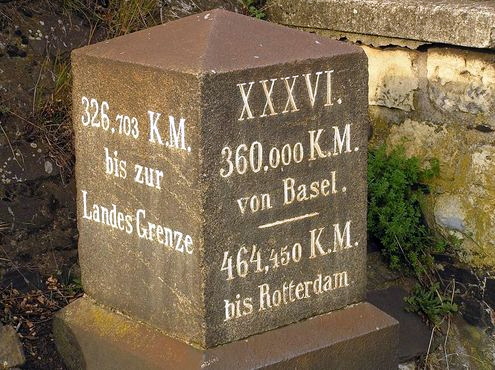 326,703 K.M.
bis zur
Landes Grenze
XXXVI.
360,000 K.M.
von Basel.
464,450 K.M.
bis Rotterdam